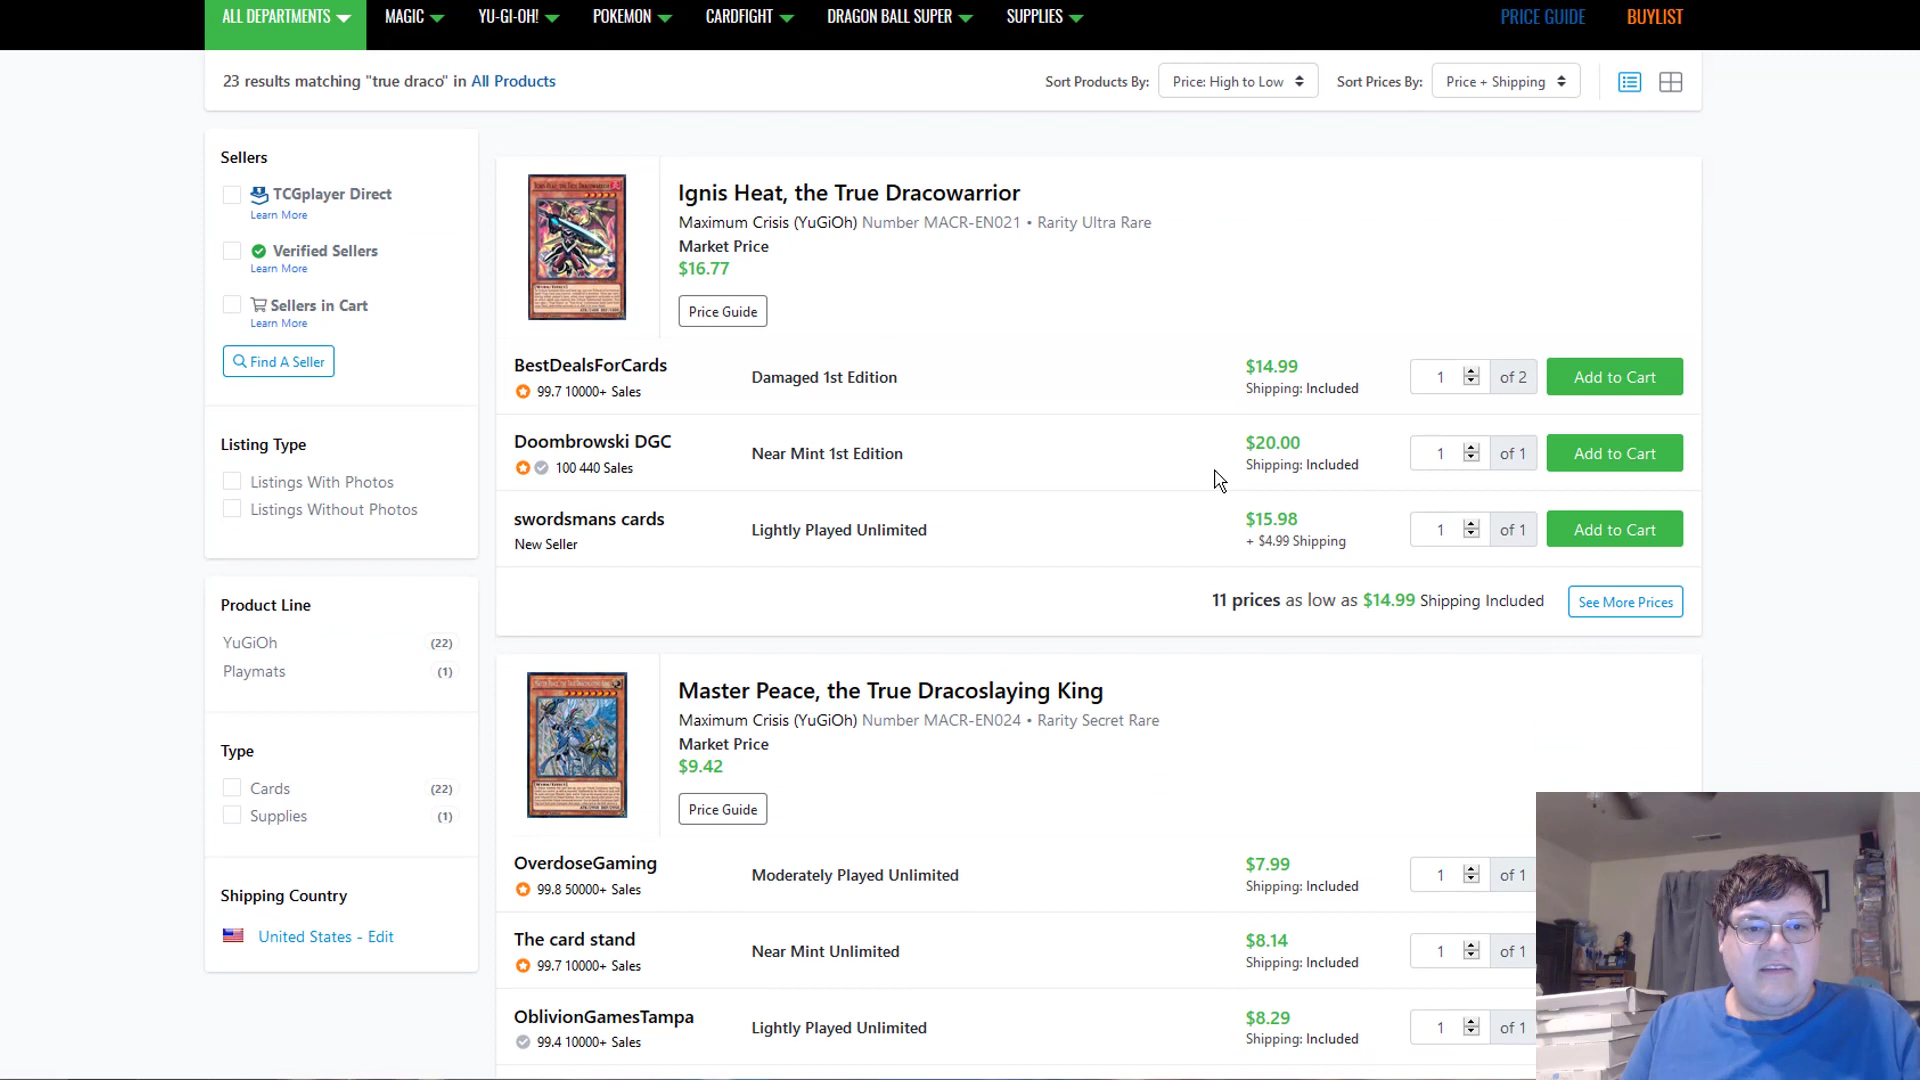 ALL DEPARTMENTS MAGIC YU-GI-OH! POKEMON CARDFIGHT DRAGON BALL SUPER SUPPLIES PRICE GUIDE BUYLIST
23 results matching "true draco" in All Products
Sort Products By: Price: High to Low Sort Prices By: Price + Shipping
Sellers
TCGplayer Direct
Learn More
Verified Sellers
Learn More
Sellers in Cart
Learn More
Find A Seller
Listing Type
Listings With Photos
Listings Without Photos
Product Line
YuGiOh (22)
Playmats (1)
Type
Cards (22)
Supplies (1)
Shipping Country
United States - Edit
Ignis Heat, the True Dracowarrior
Maximum Crisis (YuGiOh) Number MACR-EN021 • Rarity Ultra Rare
Market Price
$16.77
Price Guide
BestDealsForCards
99.7 10000+ Sales
Damaged 1st Edition
$14.99
Shipping: Included
1 of 2 Add to Cart
Doombrowski DGC
100 440 Sales
Near Mint 1st Edition
$20.00
Shipping: Included
1 of 1 Add to Cart
swordsmans cards
New Seller
Lightly Played Unlimited
$15.98
+ $4.99 Shipping
1 of 1 Add to Cart
11 prices as low as $14.99 Shipping Included See More Prices
Master Peace, the True Dracoslaying King
Maximum Crisis (YuGiOh) Number MACR-EN024 • Rarity Secret Rare
Market Price
$9.42
Price Guide
OverdoseGaming
99.8 50000+ Sales
Moderately Played Unlimited
$7.99
Shipping: Included
1 of 1
The card stand
99.7 10000+ Sales
Near Mint Unlimited
$8.14
Shipping: Included
1 of 1
OblivionGamesTampa
99.4 10000+ Sales
Lightly Played Unlimited
$8.29
Shipping: Included
1 of 1